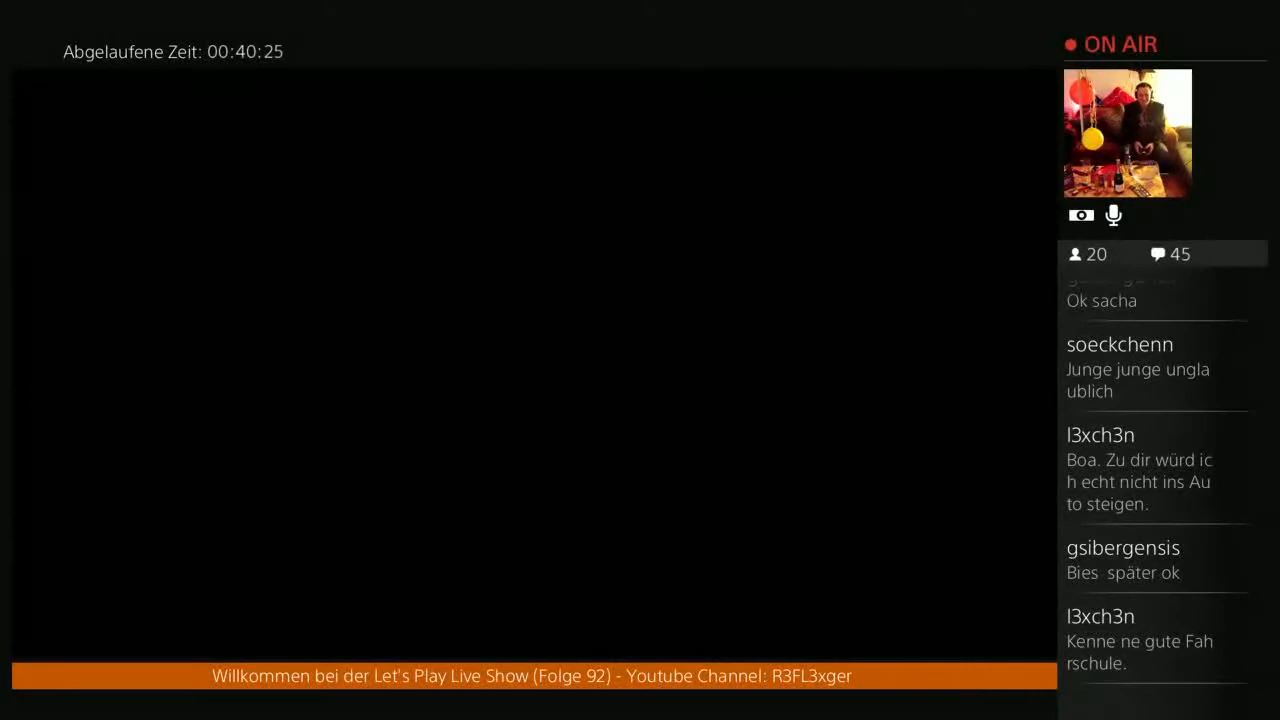 Abgelaufene Zeit: 00:40:25
ON AIR
20 45
Ok sacha
soeckchenn
Junge junge ungla
ublich
l3xch3n
Boa. Zu dir würd ic
h echt nicht ins Au
to steigen.
gsibergensis
Bies später ok
l3xch3n
Kenne ne gute Fah
rschule.
Willkommen bei der Let's Play Live Show (Folge 92) - Youtube Channel: R3FL3xger